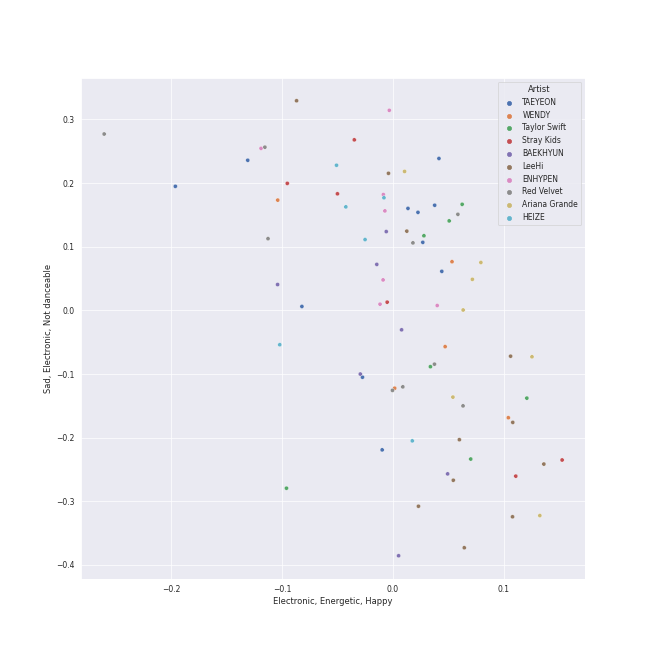 Artist
TAEYEON
WENDY
Taylor Swift
Stray Kids
BAEKHYUN
LeeHi
ENHYPEN
Red Velvet
Ariana Grande
HEIZE
0.3
0.2
0.1
0.0
−0.1
−0.2
−0.3
−0.4
Sad, Electronic, Not danceable
−0.2
−0.1
0.0
0.1
Electronic, Energetic, Happy